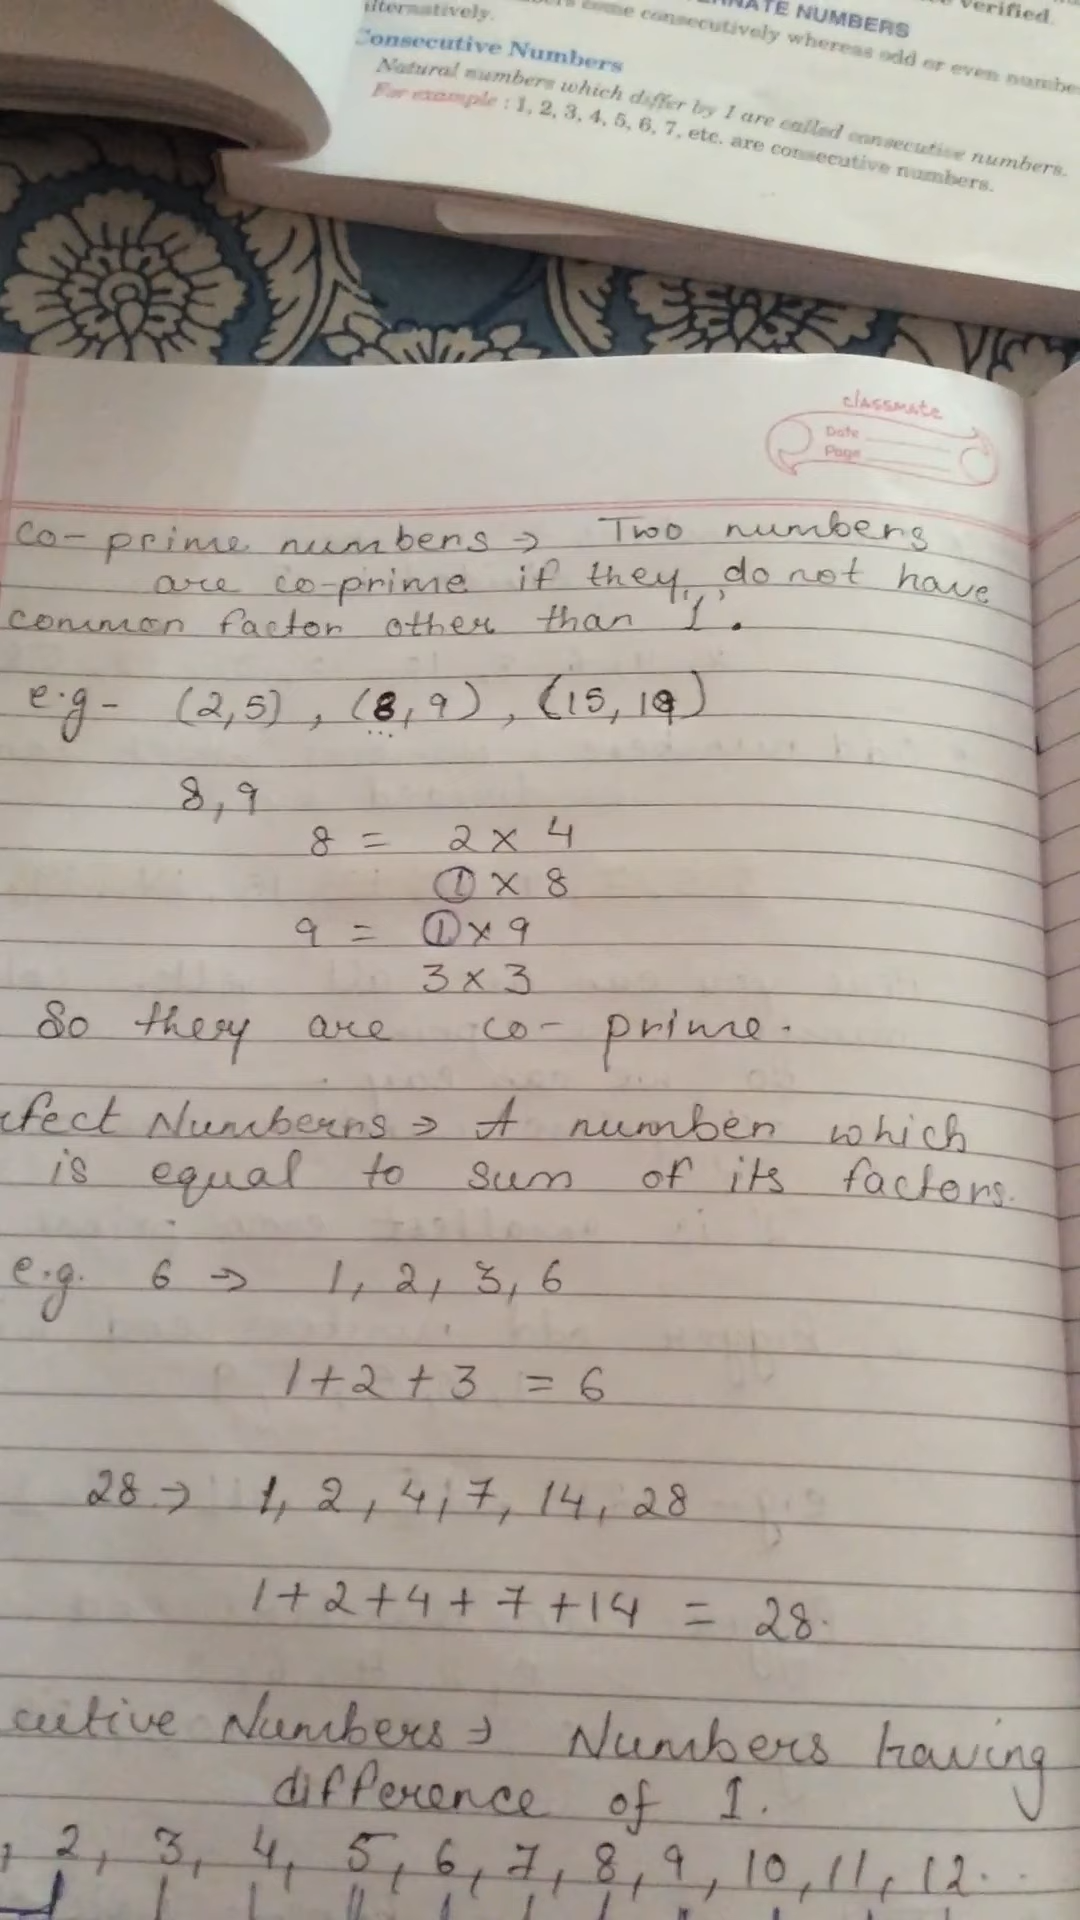 verified.
NATE NUMBERS
come consecutively whereas odd or even numbe
lternatively.
Consecutive Numbers
Natural numbers which differ by 1 are called consecutive numbers.
For example : 1, 2, 3, 4, 5, 6, 7, etc. are consecutive numbers.
classmate
Date
Page
Co-prime numbers → Two numbers
are co-prime if they do not have
common factor other than '1'.
e.g- (2,5), (8,9), (15,19)
8,9
8 = 2 × 4
1 × 8
9 = 1 × 9
3 × 3
So they are co-prime.
rfect Numberns → A number which
is equal to sum of its factors.
e.g. 6 → 1, 2, 3, 6
1+2+3 = 6
28 → 1, 2, 4, 7, 14, 28
1+2+4+7+14 = 28.
cutive Numbers → Numbers having
difference of 1.
, 2, 3, 4, 5, 6, 7, 8, 9, 10, 11, 12..